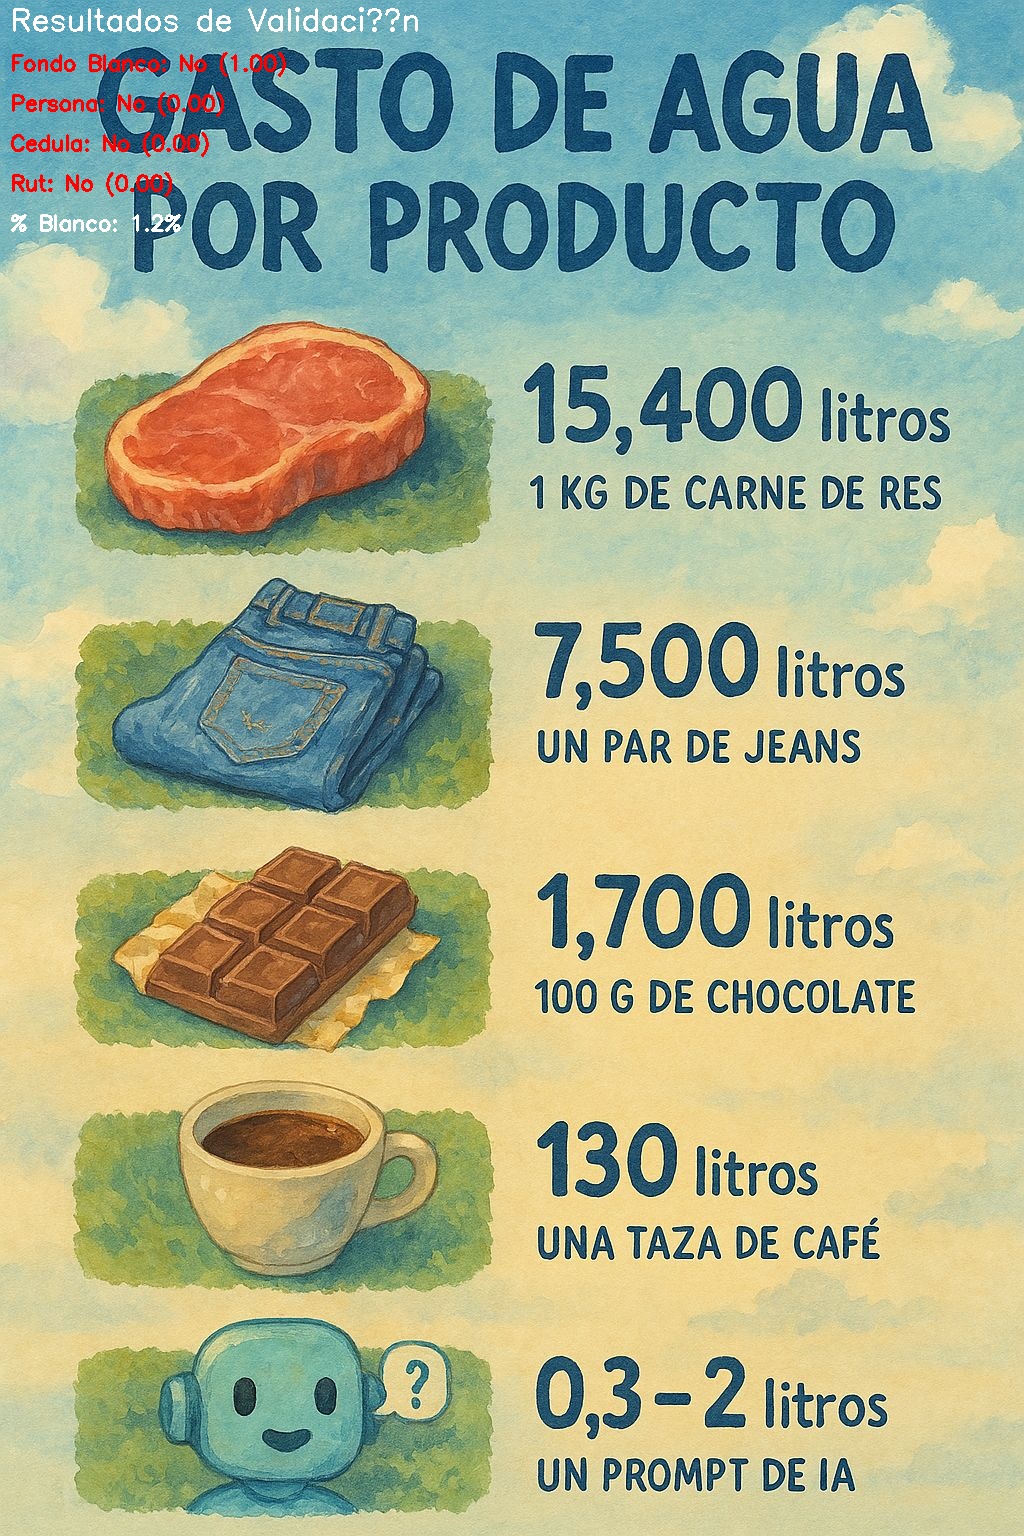 Resultados de Validaci??n
Fondo Blanco: No (1.00)
Persona: No (0.00)
Cedula: No (0.00)
Rut: No (0.00)
% Blanco: 1.2%
GASTO DE AGUA
POR PRODUCTO
15,400 litros
1 KG DE CARNE DE RES
7,500 litros
UN PAR DE JEANS
1,700 litros
100 G DE CHOCOLATE
130 litros
UNA TAZA DE CAFÉ
?
0,3–2 litros
UN PROMPT DE IA